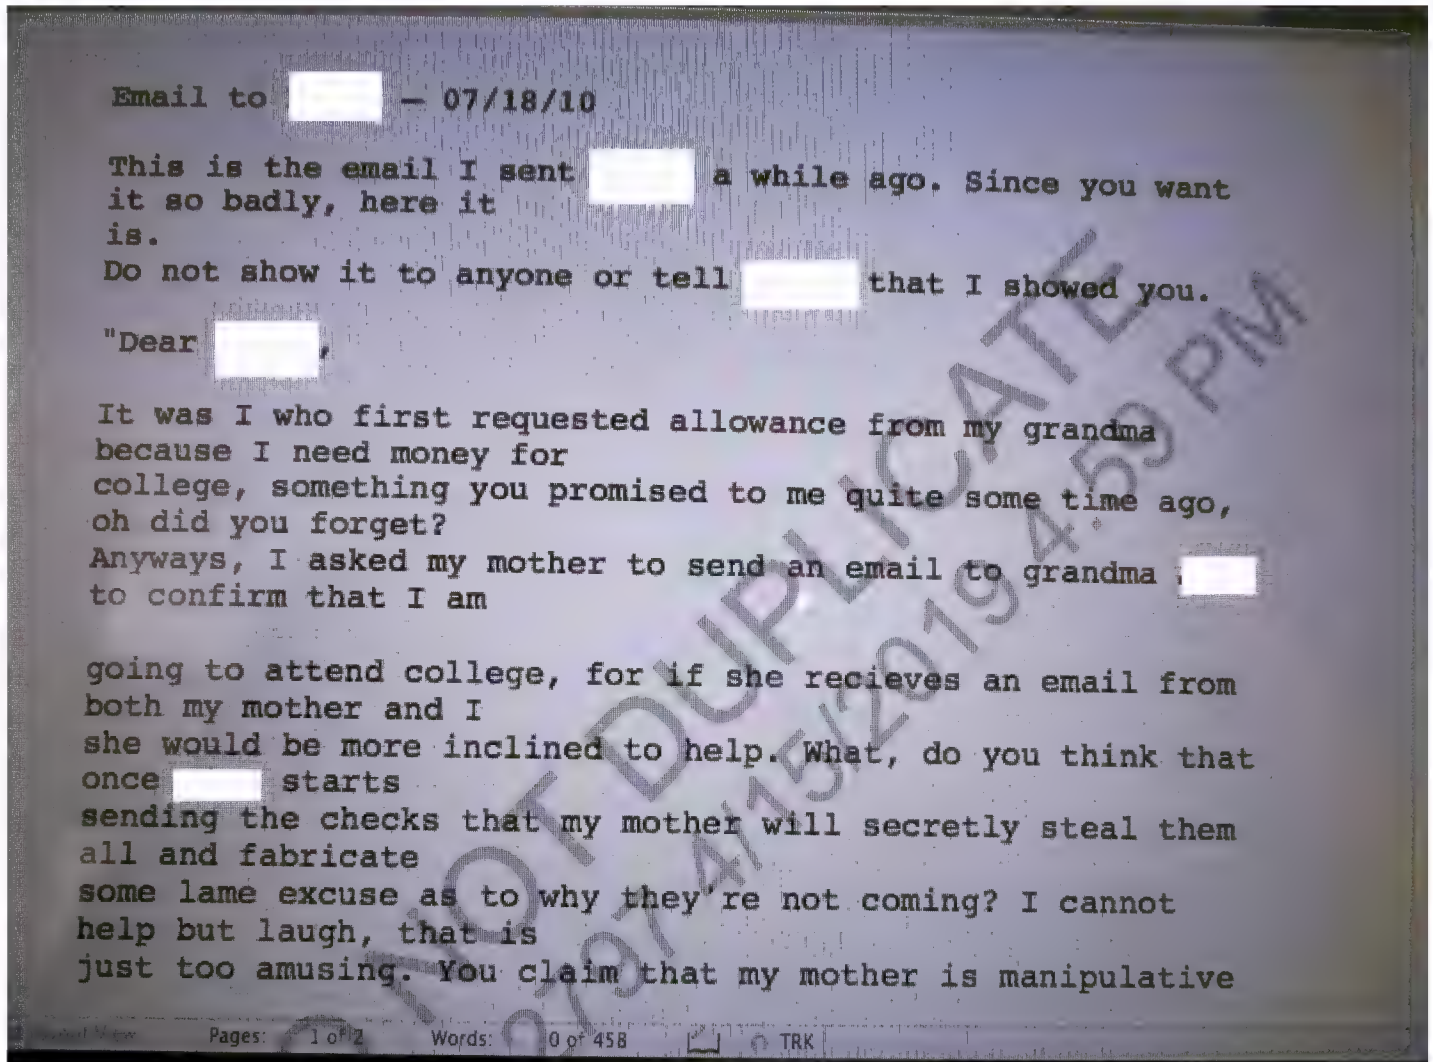 Email to — 07/18/10
This is the email I sent a while ago. Since you want
it so badly, here it
is.
Do not show it to anyone or tell that I showed you.
"Dear ,
It was I who first requested allowance from my grandma
because I need money for
college, something you promised to me quite some time ago,
oh did you forget?
Anyways, I asked my mother to send an email to grandma
to confirm that I am
going to attend college, for if she recieves an email from
both my mother and I
she would be more inclined to help. What, do you think that
once starts
sending the checks that my mother will secretly steal them
all and fabricate
some lame excuse as to why they're not coming? I cannot
help but laugh, that is
just too amusing. You claim that my mother is manipulative
Pages: 1 of 2 Words: 0 of 458 TRK
NOT DUPLICATE
797 4/15/2019 4:59 PM